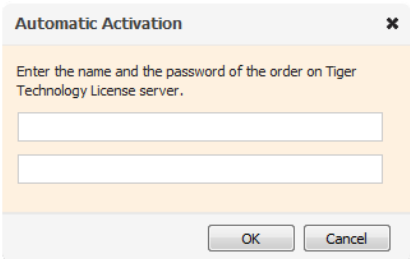 Automatic Activation
Enter the name and the password of the order on Tiger
Technology License server.
OK Cancel